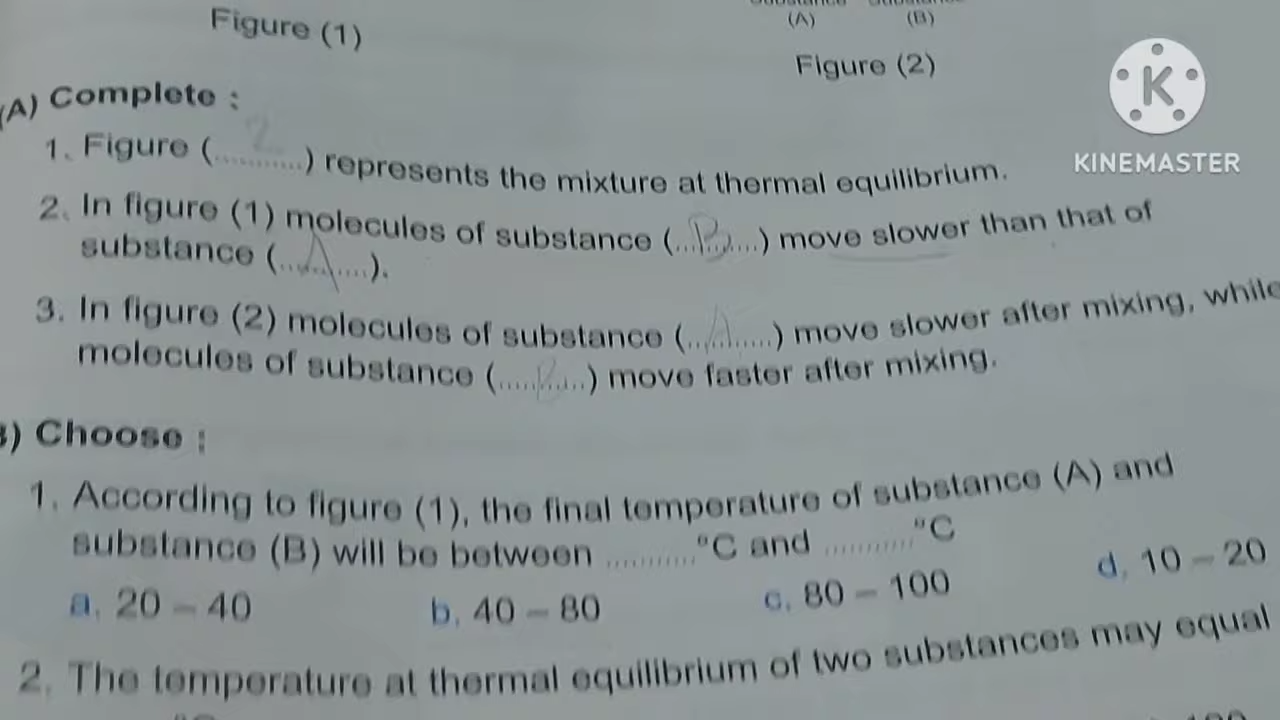 (A) (B)
Figure (1)
Figure (2)
K
KINEMASTER
(A) Complete :
1. Figure (....2....) represents the mixture at thermal equilibrium.
2. In figure (1) molecules of substance (...B...) move slower than that of
substance (...A...).
3. In figure (2) molecules of substance (...A...) move slower after mixing, while
molecules of substance (...B...) move faster after mixing.
) Choose :
1. According to figure (1), the final temperature of substance (A) and
substance (B) will be between .......... °C and .......... °C
a. 20 – 40 b. 40 – 80 c. 80 – 100 d. 10 – 20
2. The temperature at thermal equilibrium of two substances may equal